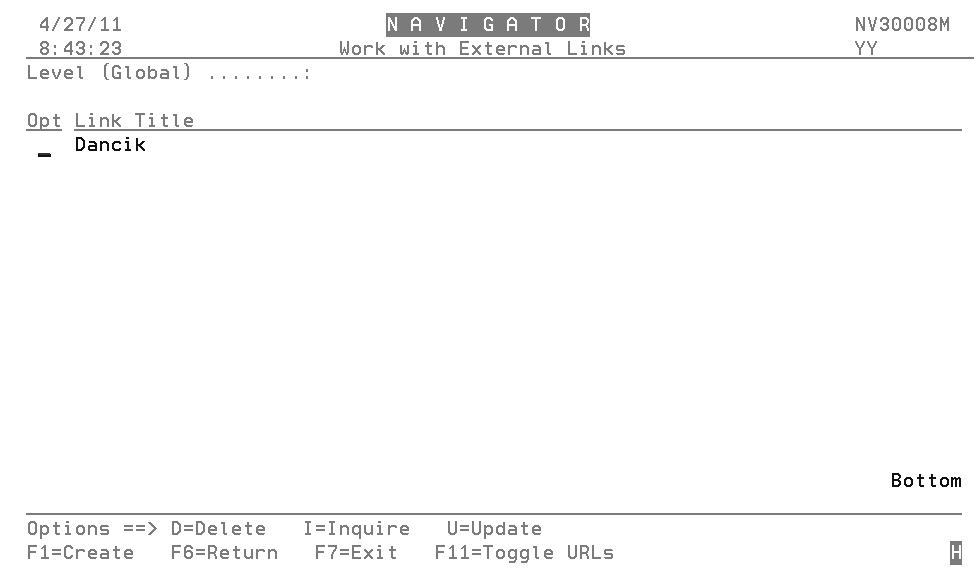 4/27/11 N A V I G A T O R NV30008M
8:43:23 Work with External Links YY
Level (Global) ........:
Opt Link Title
_ Dancik
Bottom
Options ==> D=Delete I=Inquire U=Update
F1=Create F6=Return F7=Exit F11=Toggle URLs H